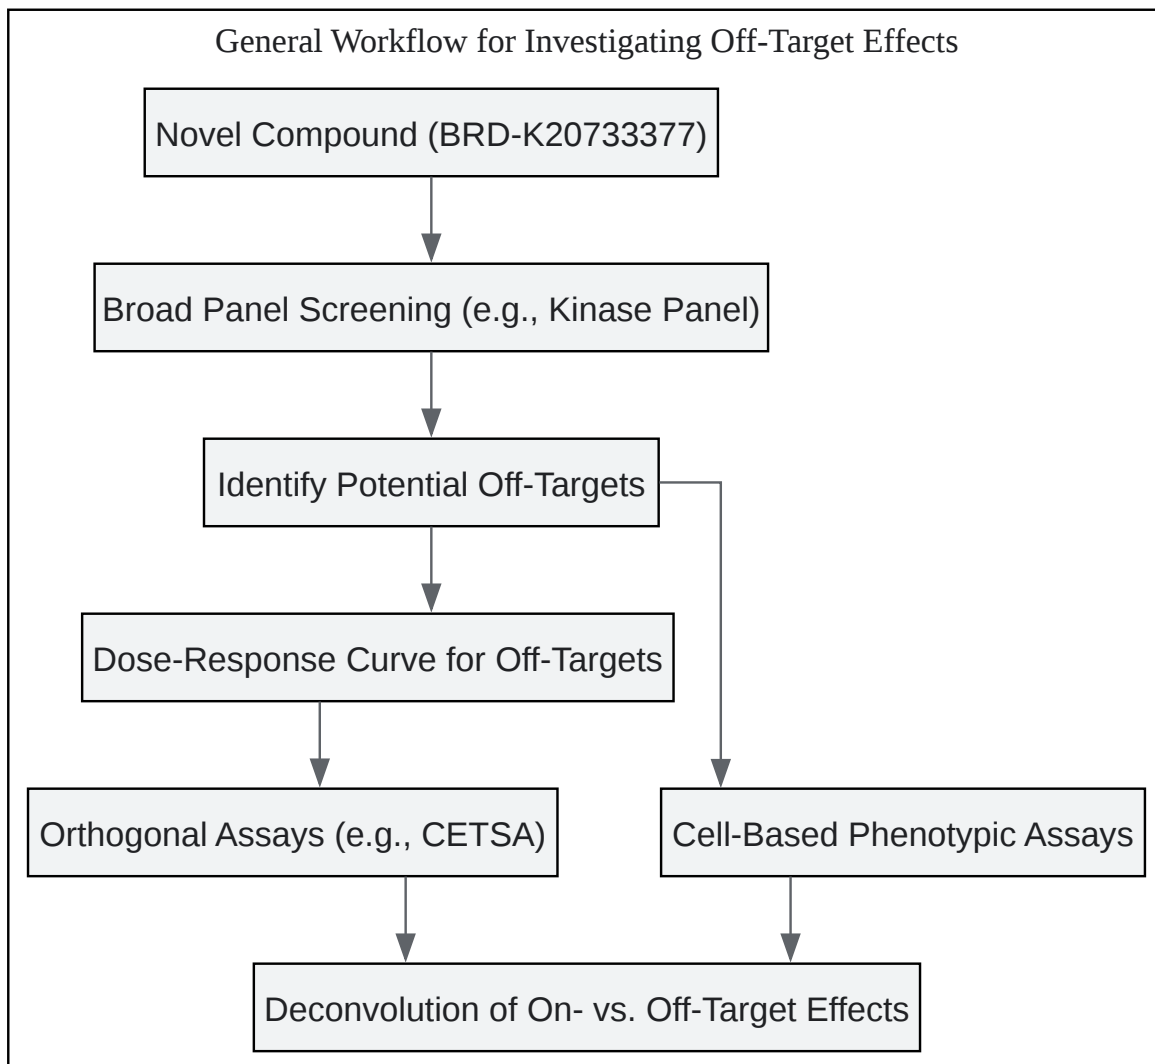 General Workflow for Investigating Off-Target Effects
Novel Compound (BRD-K20733377)
Broad Panel Screening (e.g., Kinase Panel)
Identify Potential Off-Targets
Dose-Response Curve for Off-Targets
Orthogonal Assays (e.g., CETSA)
Cell-Based Phenotypic Assays
Deconvolution of On- vs. Off-Target Effects